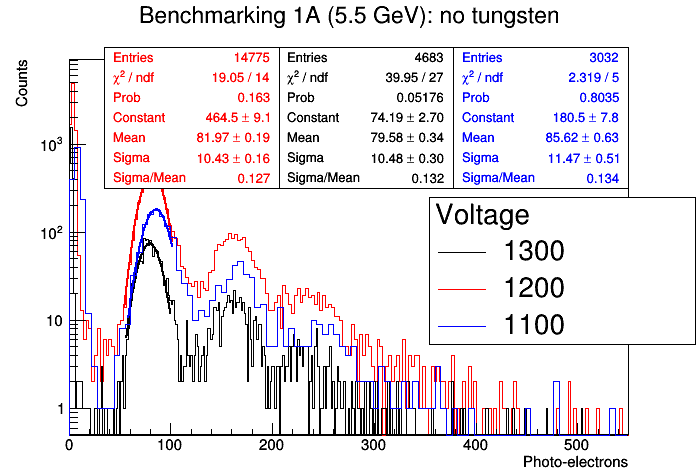 Benchmarking 1A (5.5 GeV): no tungsten
Entries 14775
χ² / ndf 19.05 / 14
Prob 0.163
Constant 464.5 ± 9.1
Mean 81.97 ± 0.19
Sigma 10.43 ± 0.16
Sigma/Mean 0.127
Entries 4683
χ² / ndf 39.95 / 27
Prob 0.05176
Constant 74.19 ± 2.70
Mean 79.58 ± 0.34
Sigma 10.48 ± 0.30
Sigma/Mean 0.132
Entries 3032
χ² / ndf 2.319 / 5
Prob 0.8035
Constant 180.5 ± 7.8
Mean 85.62 ± 0.63
Sigma 11.47 ± 0.51
Sigma/Mean 0.134
Counts
10³
10²
10
1
Voltage
1300
1200
1100
0 100 200 300 400 500
Photo-electrons